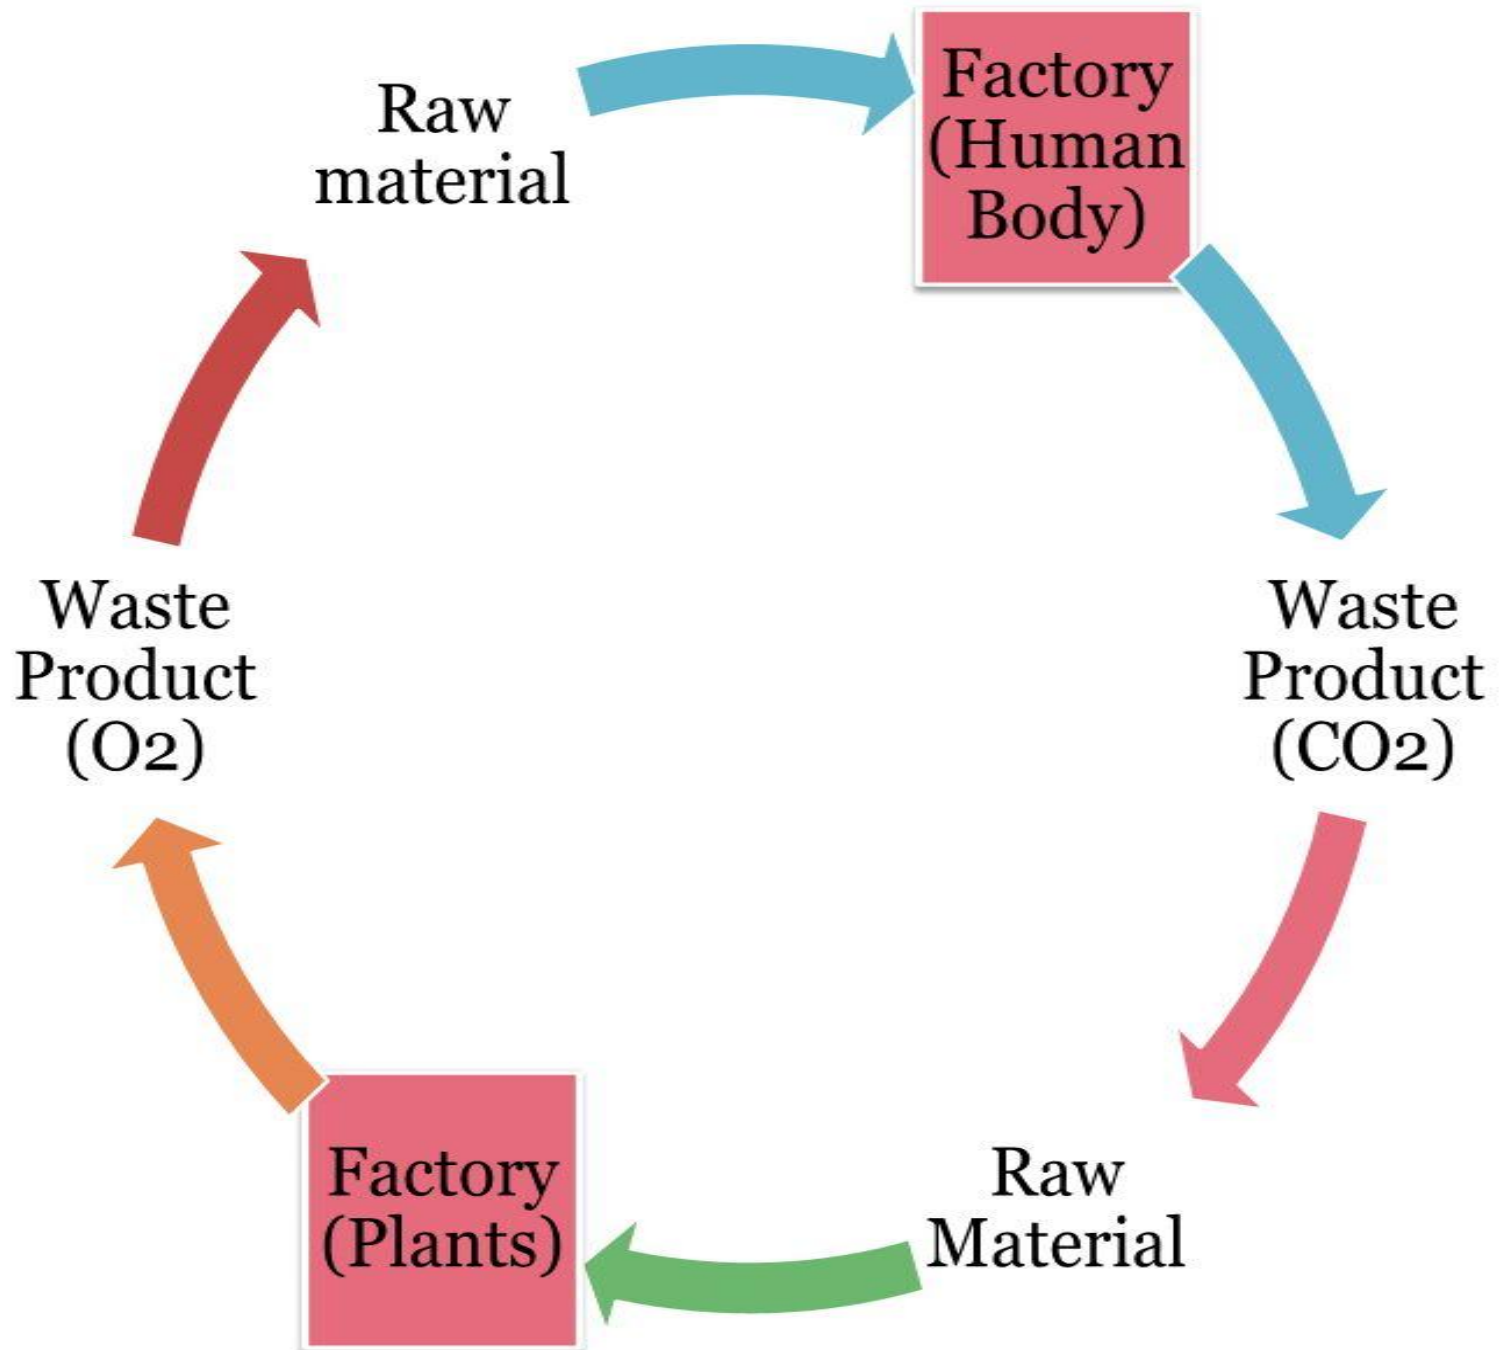 Raw
material
Factory
(Human
Body)
Waste
Product
(CO2)
Raw
Material
Factory
(Plants)
Waste
Product
(O2)